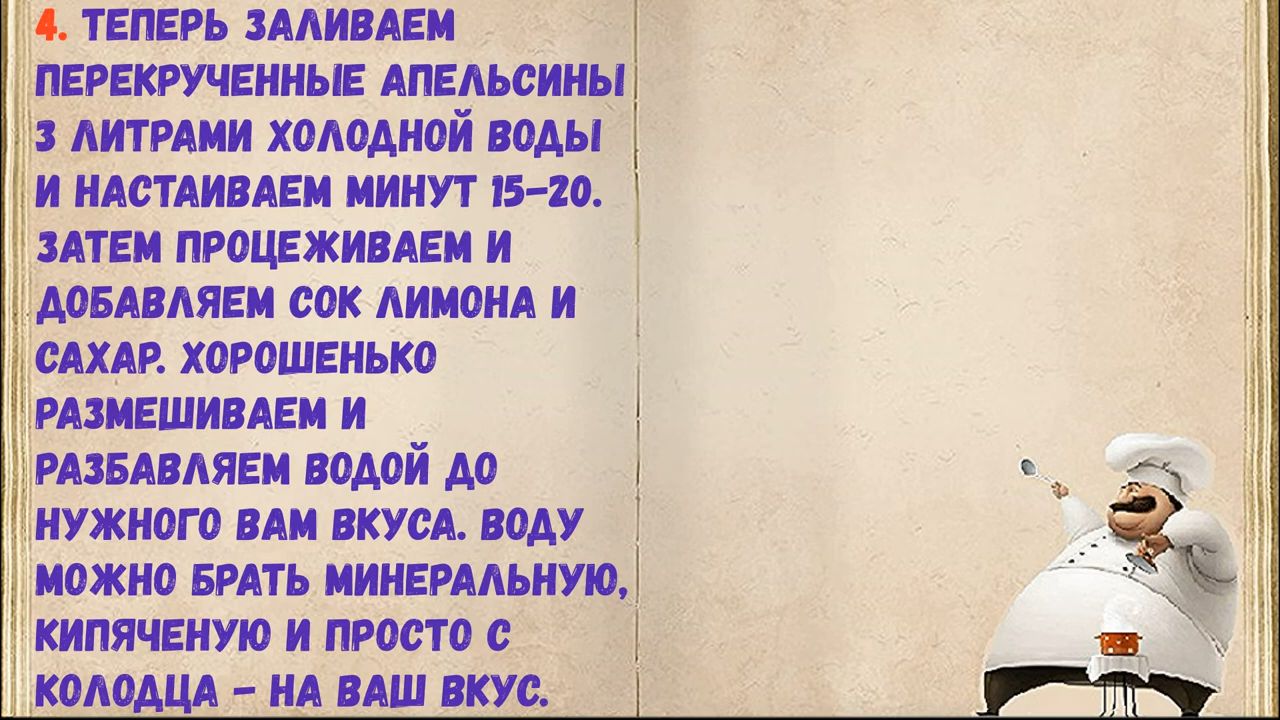 4. ТЕПЕРЬ ЗАЛИВАЕМ
ПЕРЕКРУЧЕННЫЕ АПЕЛЬСИНЫ
3 ЛИТРАМИ ХОЛОДНОЙ ВОДЫ
И НАСТАИВАЕМ МИНУТ 15-20.
ЗАТЕМ ПРОЦЕЖИВАЕМ И
ДОБАВЛЯЕМ СОК ЛИМОНА И
САХАР. ХОРОШЕНЬКО
РАЗМЕШИВАЕМ И
РАЗБАВЛЯЕМ ВОДОЙ ДО
НУЖНОГО ВАМ ВКУСА. ВОДУ
МОЖНО БРАТЬ МИНЕРАЛЬНУЮ,
КИПЯЧЕНУЮ И ПРОСТО С
КОЛОДЦА - НА ВАШ ВКУС.